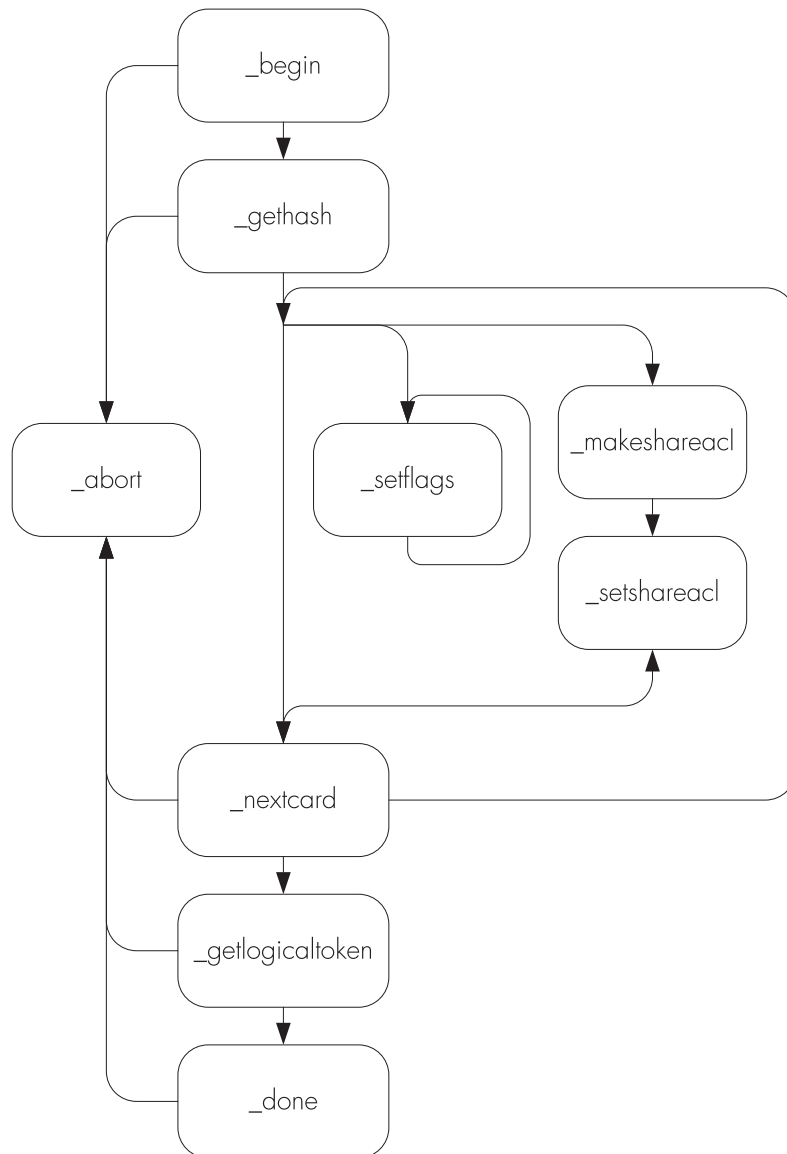 _begin
_gethash
_makeshareacl
_abort
_setflags
_setshareacl
_nextcard
_getlogicaltoken
_done